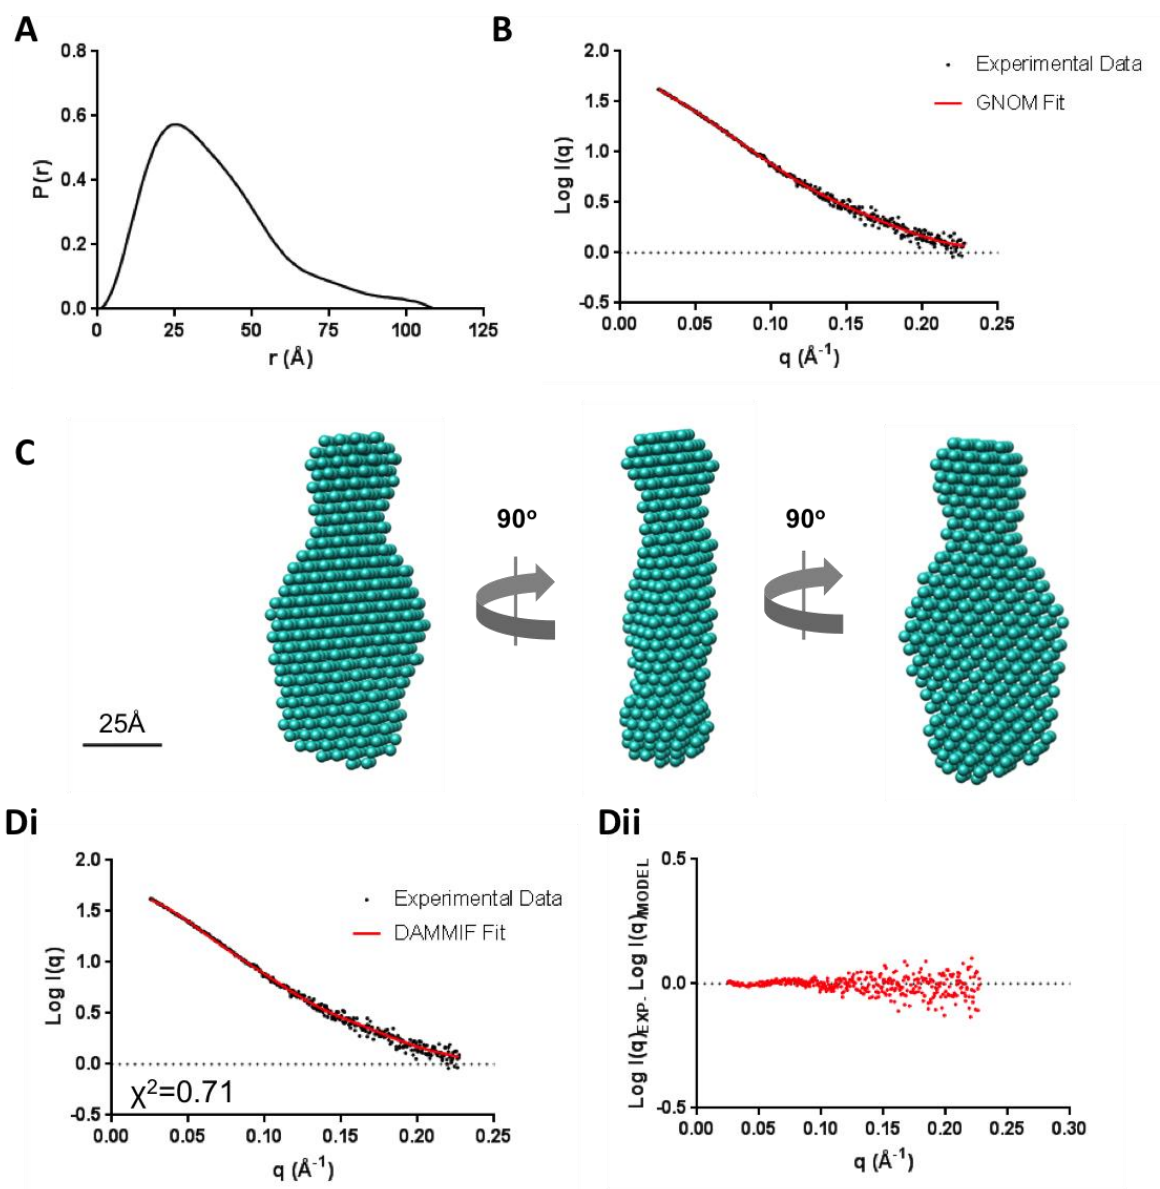 A
0.8
0.6
0.4
0.2
0.0
P(r)
0 25 50 75 100 125
r (Å)
B
2.0
1.5
1.0
0.5
0.0
-0.5
Log I(q)
Experimental Data
GNOM Fit
0.00 0.05 0.10 0.15 0.20 0.25
q (Å-1)
C
90º
90º
25Å
Di
2.0
1.5
1.0
0.5
0.0
-0.5
Log I(q)
Experimental Data
DAMMIF Fit
χ2=0.71
0.00 0.05 0.10 0.15 0.20 0.25
q (Å-1)
Dii
0.5
0.0
-0.5
Log I(q)EXP- Log I(q)MODEL
0.00 0.05 0.10 0.15 0.20 0.25 0.30
q (Å-1)